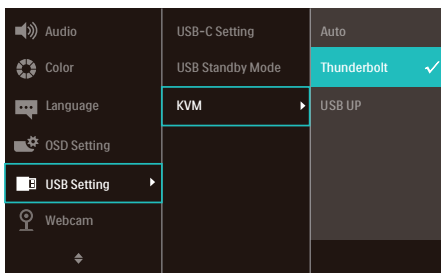 Audio
Color
Language
OSD Setting
USB Setting
Webcam
USB-C Setting
USB Standby Mode
KVM
Auto
Thunderbolt
USB UP